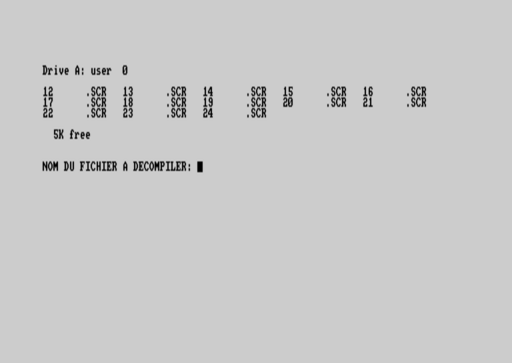 Drive A: user 0
12 .SCR 13 .SCR 14 .SCR 15 .SCR 16 .SCR
17 .SCR 18 .SCR 19 .SCR 20 .SCR 21 .SCR
22 .SCR 23 .SCR 24 .SCR
5K free
NOM DU FICHIER A DECOMPILER: